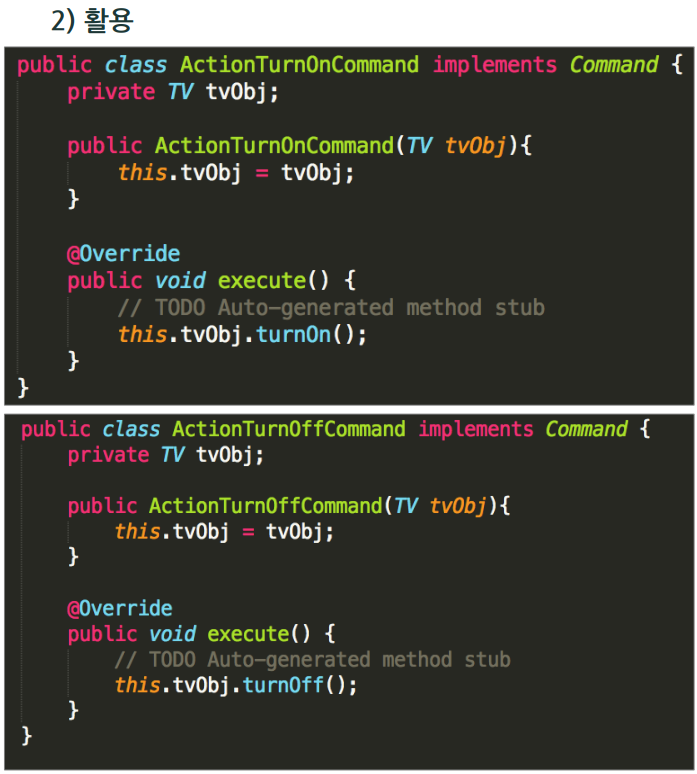 2) 활용
public class ActionTurnOnCommand implements Command {
private TV tvObj;
public ActionTurnOnCommand(TV tvObj){
this.tvObj = tvObj;
}
@Override
public void execute() {
// TODO Auto-generated method stub
this.tvObj.turnOn();
}
}
public class ActionTurnOffCommand implements Command {
private TV tvObj;
public ActionTurnOffCommand(TV tvObj){
this.tvObj = tvObj;
}
@Override
public void execute() {
// TODO Auto-generated method stub
this.tvObj.turnOff();
}
}